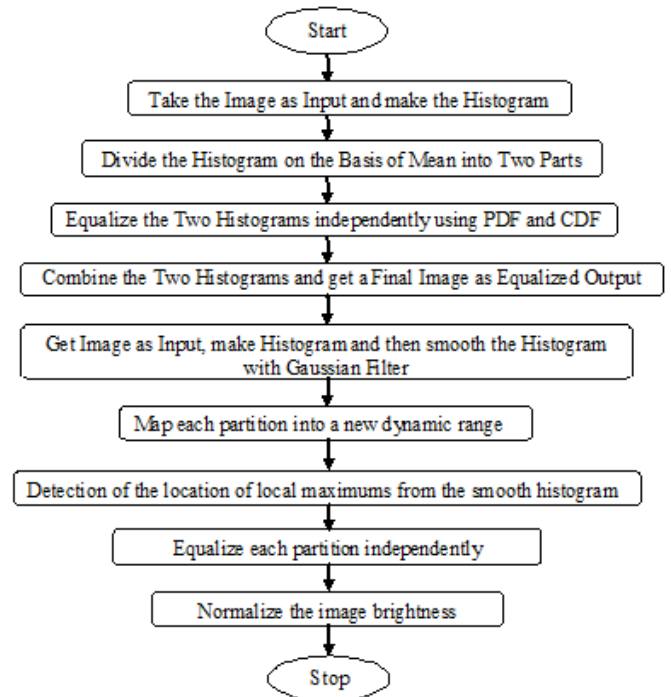 Start
Take the Image as Input and make the Histogram
Divide the Histogram on the Basis of Mean into Two Parts
Equalize the Two Histograms independently using PDF and CDF
Combine the Two Histograms and get a Final Image as Equalized Output
Get Image as Input, make Histogram and then smooth the Histogram
with Gaussian Filter
Map each partition into a new dynamic range
Detection of the location of local maximums from the smooth histogram
Equalize each partition independently
Normalize the image brightness
Stop